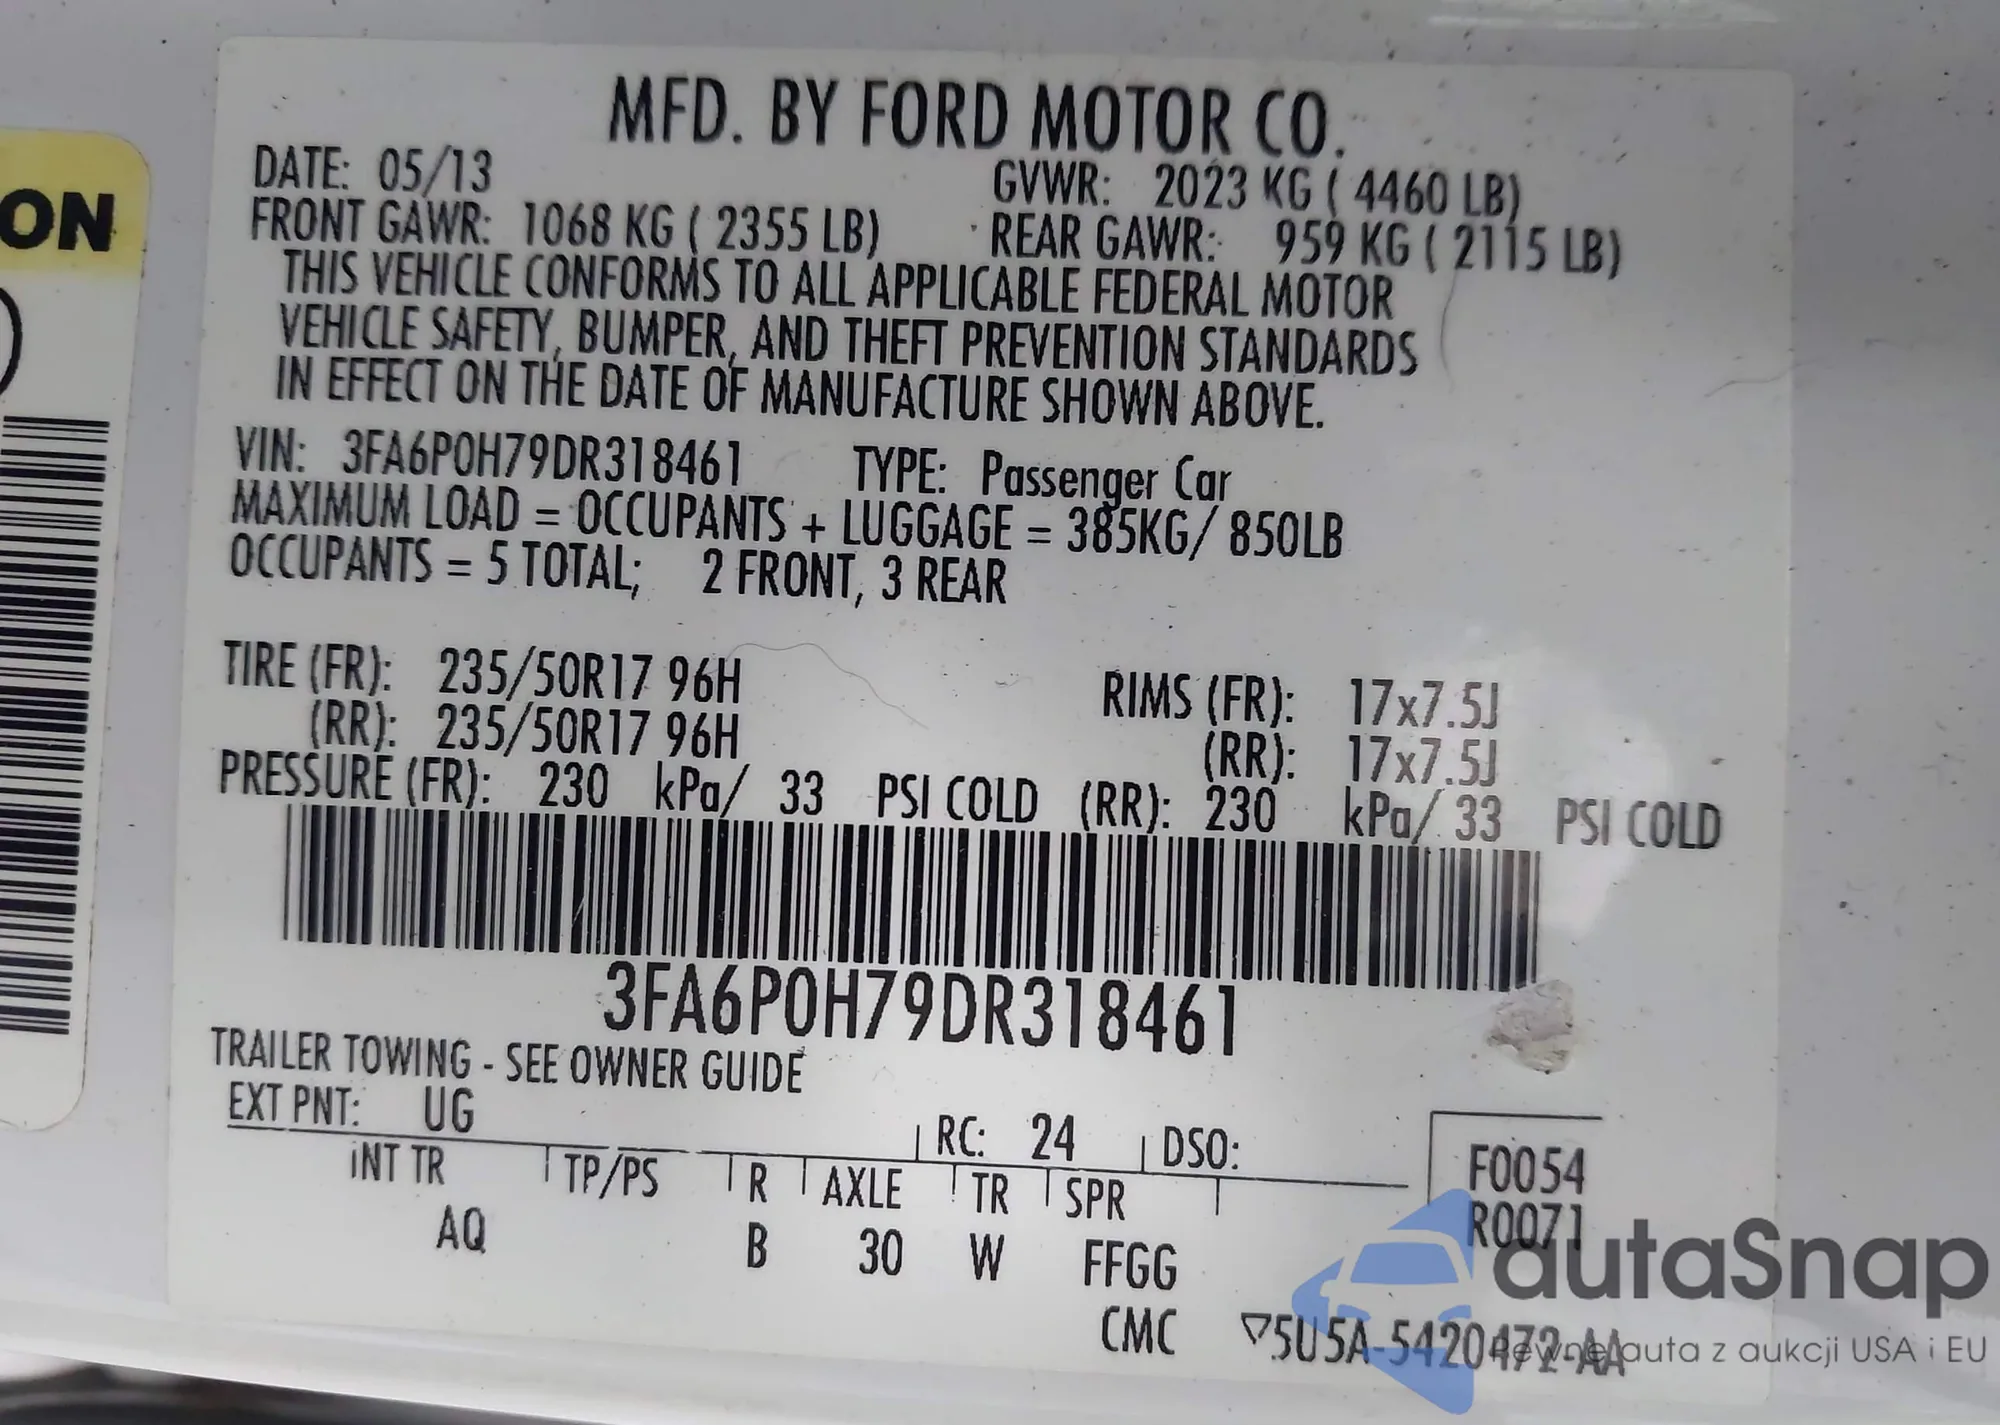 ON
MFD. BY FORD MOTOR CO.
DATE: 05/13 GVWR: 2023 KG ( 4460 LB)
FRONT GAWR: 1068 KG ( 2355 LB) REAR GAWR: 959 KG ( 2115 LB)
THIS VEHICLE CONFORMS TO ALL APPLICABLE FEDERAL MOTOR
VEHICLE SAFETY, BUMPER, AND THEFT PREVENTION STANDARDS
IN EFFECT ON THE DATE OF MANUFACTURE SHOWN ABOVE.
VIN: 3FA6P0H79DR318461 TYPE: Passenger Car
MAXIMUM LOAD = OCCUPANTS + LUGGAGE = 385KG/ 850LB
OCCUPANTS = 5 TOTAL; 2 FRONT, 3 REAR
TIRE (FR): 235/50R17 96H RIMS (FR): 17x7.5J
(RR): 235/50R17 96H (RR): 17x7.5J
PRESSURE (FR): 230 kPa/ 33 PSI COLD (RR): 230 kPa/ 33 PSI COLD
3FA6P0H79DR318461
TRAILER TOWING - SEE OWNER GUIDE
EXT PNT: UG RC: 24 DSO:
INT TR TP/PS R AXLE TR SPR
AQ B 30 W FFGG
F0054
R0071
CMC ▽5U5A-5420472-AA
autoSnap
Pewne auta z aukcji USA i EU